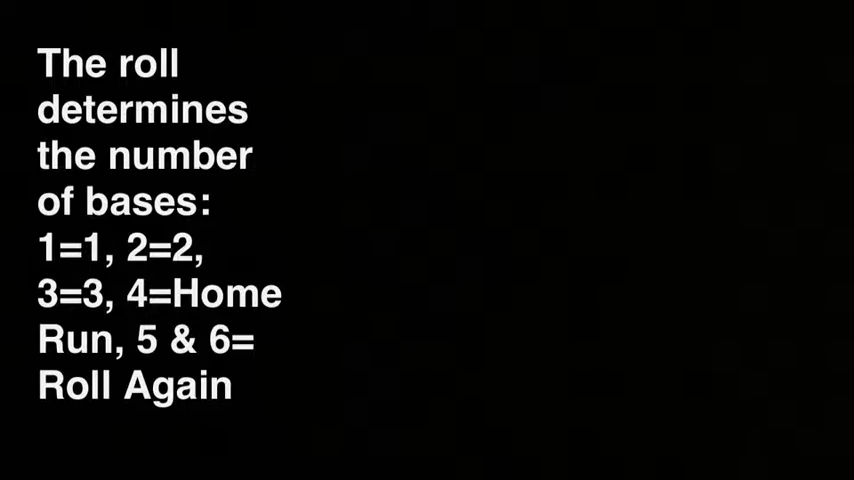 The roll
determines
the number
of bases:
1=1, 2=2,
3=3, 4=Home
Run, 5 & 6=
Roll Again